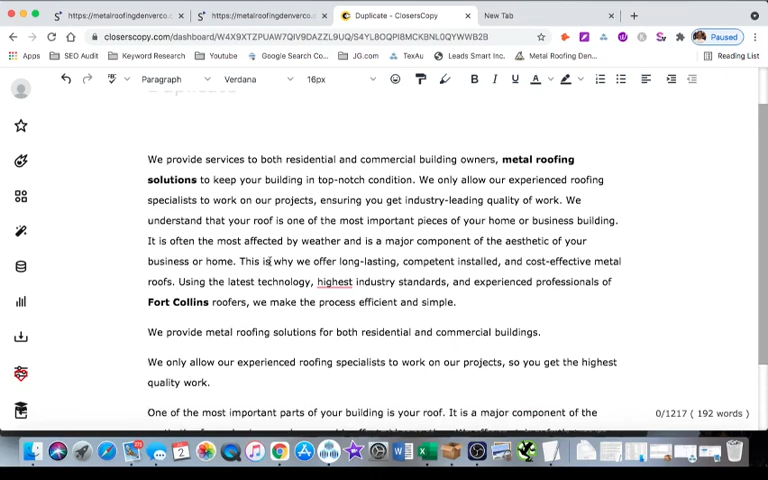 https://metalroofingdenverco.c
https://metalroofingdenverco.c
Duplicate - ClosersCopy
New Tab
closerscopy.com/dashboard/W4X9XTZPUAW7QIV9DAZZL9UQ/S4YL8OQPI8MCKBNL0QYWWB2B
Paused
Apps
SEO Audit
Keyword Research
Youtube
Google Search Co...
JG.com
TexAu
Leads Smart Inc.
Metal Roofing Den...
Reading List
Paragraph
Verdana
16px
B I U A
Duplicate
We provide services to both residential and commercial building owners, metal roofing
solutions to keep your building in top-notch condition. We only allow our experienced roofing
specialists to work on our projects, ensuring you get industry-leading quality of work. We
understand that your roof is one of the most important pieces of your home or business building.
It is often the most affected by weather and is a major component of the aesthetic of your
business or home. This is why we offer long-lasting, competent installed, and cost-effective metal
roofs. Using the latest technology, highest industry standards, and experienced professionals of
Fort Collins roofers, we make the process efficient and simple.
We provide metal roofing solutions for both residential and commercial buildings.
We only allow our experienced roofing specialists to work on our projects, so you get the highest
quality work.
One of the most important parts of your building is your roof. It is a major component of the
0/1217 ( 192 words )